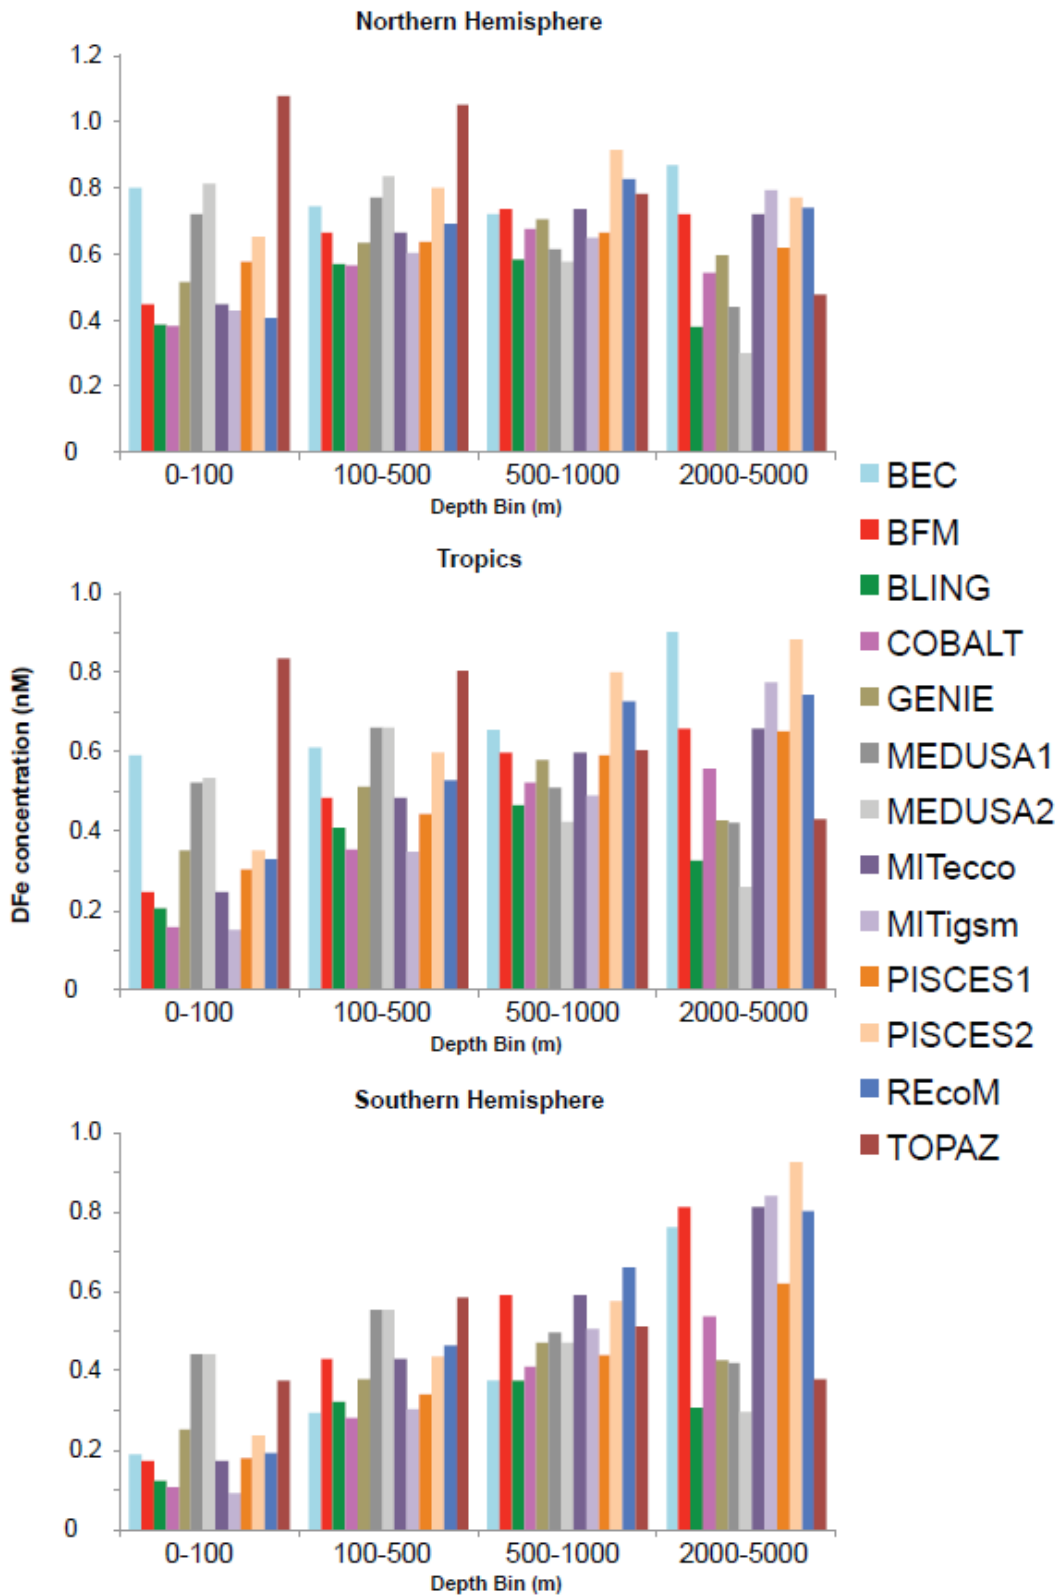 Northern Hemisphere
1.2
1.0
0.8
0.6
0.4
0.2
0
0-100 100-500 500-1000 2000-5000
Depth Bin (m)
Tropics
DFe concentration (nM)
1.0
0.8
0.6
0.4
0.2
0
0-100 100-500 500-1000 2000-5000
Depth Bin (m)
Southern Hemisphere
1.0
0.8
0.6
0.4
0.2
0
0-100 100-500 500-1000 2000-5000
Depth Bin (m)
BEC
BFM
BLING
COBALT
GENIE
MEDUSA1
MEDUSA2
MITecco
MITigsm
PISCES1
PISCES2
REcoM
TOPAZ